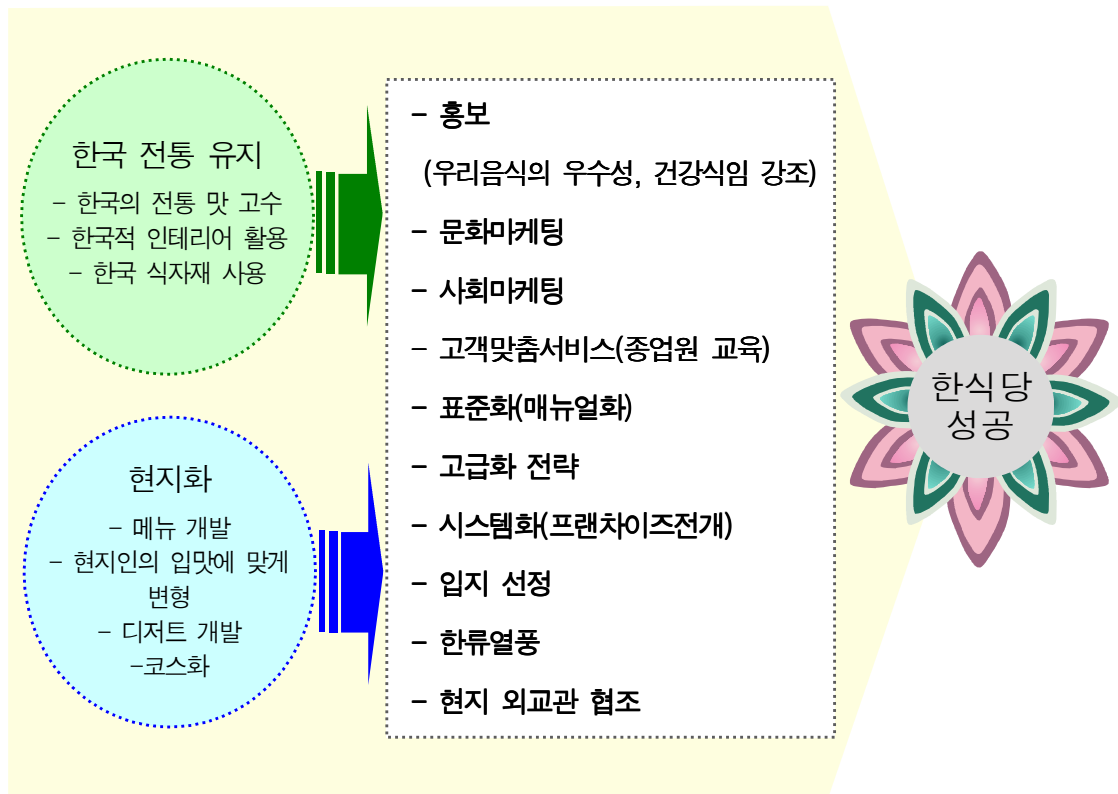 한국 전통 유지
- 한국의 전통 맛 고수
- 한국적 인테리어 활용
- 한국 식자재 사용
현지화
- 메뉴 개발
- 현지인의 입맛에 맞게
변형
- 디저트 개발
-코스화
- 홍보
(우리음식의 우수성, 건강식임 강조)
- 문화마케팅
- 사회마케팅
- 고객맞춤서비스(종업원 교육)
- 표준화(매뉴얼화)
- 고급화 전략
- 시스템화(프랜차이즈전개)
- 입지 선정
- 한류열풍
- 현지 외교관 협조
한식당
성공